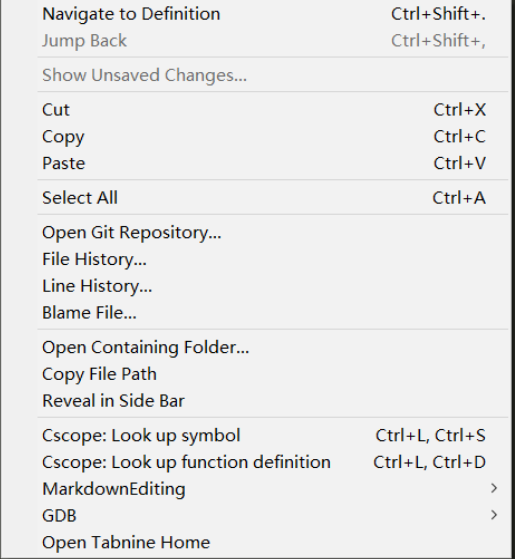 Navigate to Definition Ctrl+Shift+.
Jump Back Ctrl+Shift+,
Show Unsaved Changes...
Cut Ctrl+X
Copy Ctrl+C
Paste Ctrl+V
Select All Ctrl+A
Open Git Repository...
File History...
Line History...
Blame File...
Open Containing Folder...
Copy File Path
Reveal in Side Bar
Cscope: Look up symbol Ctrl+L, Ctrl+S
Cscope: Look up function definition Ctrl+L, Ctrl+D
MarkdownEditing
GDB
Open Tabnine Home